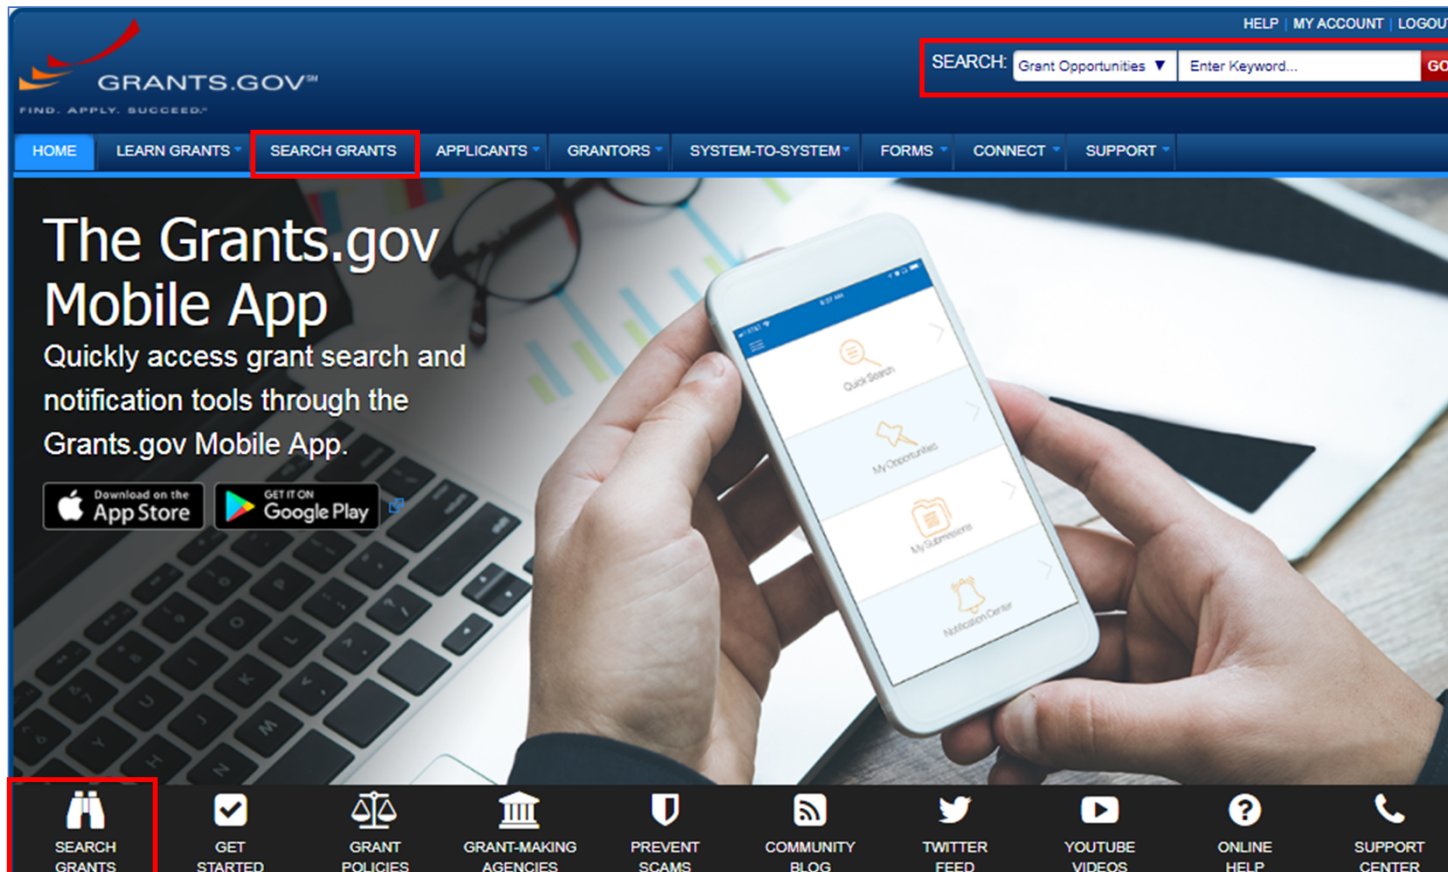 HELP | MY ACCOUNT | LOGOUT
SEARCH: Grant Opportunities ▼ Enter Keyword... GO
GRANTS.GOV℠
FIND. APPLY. SUCCEED.℠
HOME LEARN GRANTS SEARCH GRANTS APPLICANTS GRANTORS SYSTEM-TO-SYSTEM FORMS CONNECT SUPPORT
The Grants.gov
Mobile App
Quickly access grant search and
notification tools through the
Grants.gov Mobile App.
Download on the
App Store
GET IT ON
Google Play
AT&T 8:27 AM
Quick Search
My Opportunities
My Submissions
Notification Center
SEARCH
GRANTS
GET
STARTED
GRANT
POLICIES
GRANT-MAKING
AGENCIES
PREVENT
SCAMS
COMMUNITY
BLOG
TWITTER
FEED
YOUTUBE
VIDEOS
ONLINE
HELP
SUPPORT
CENTER